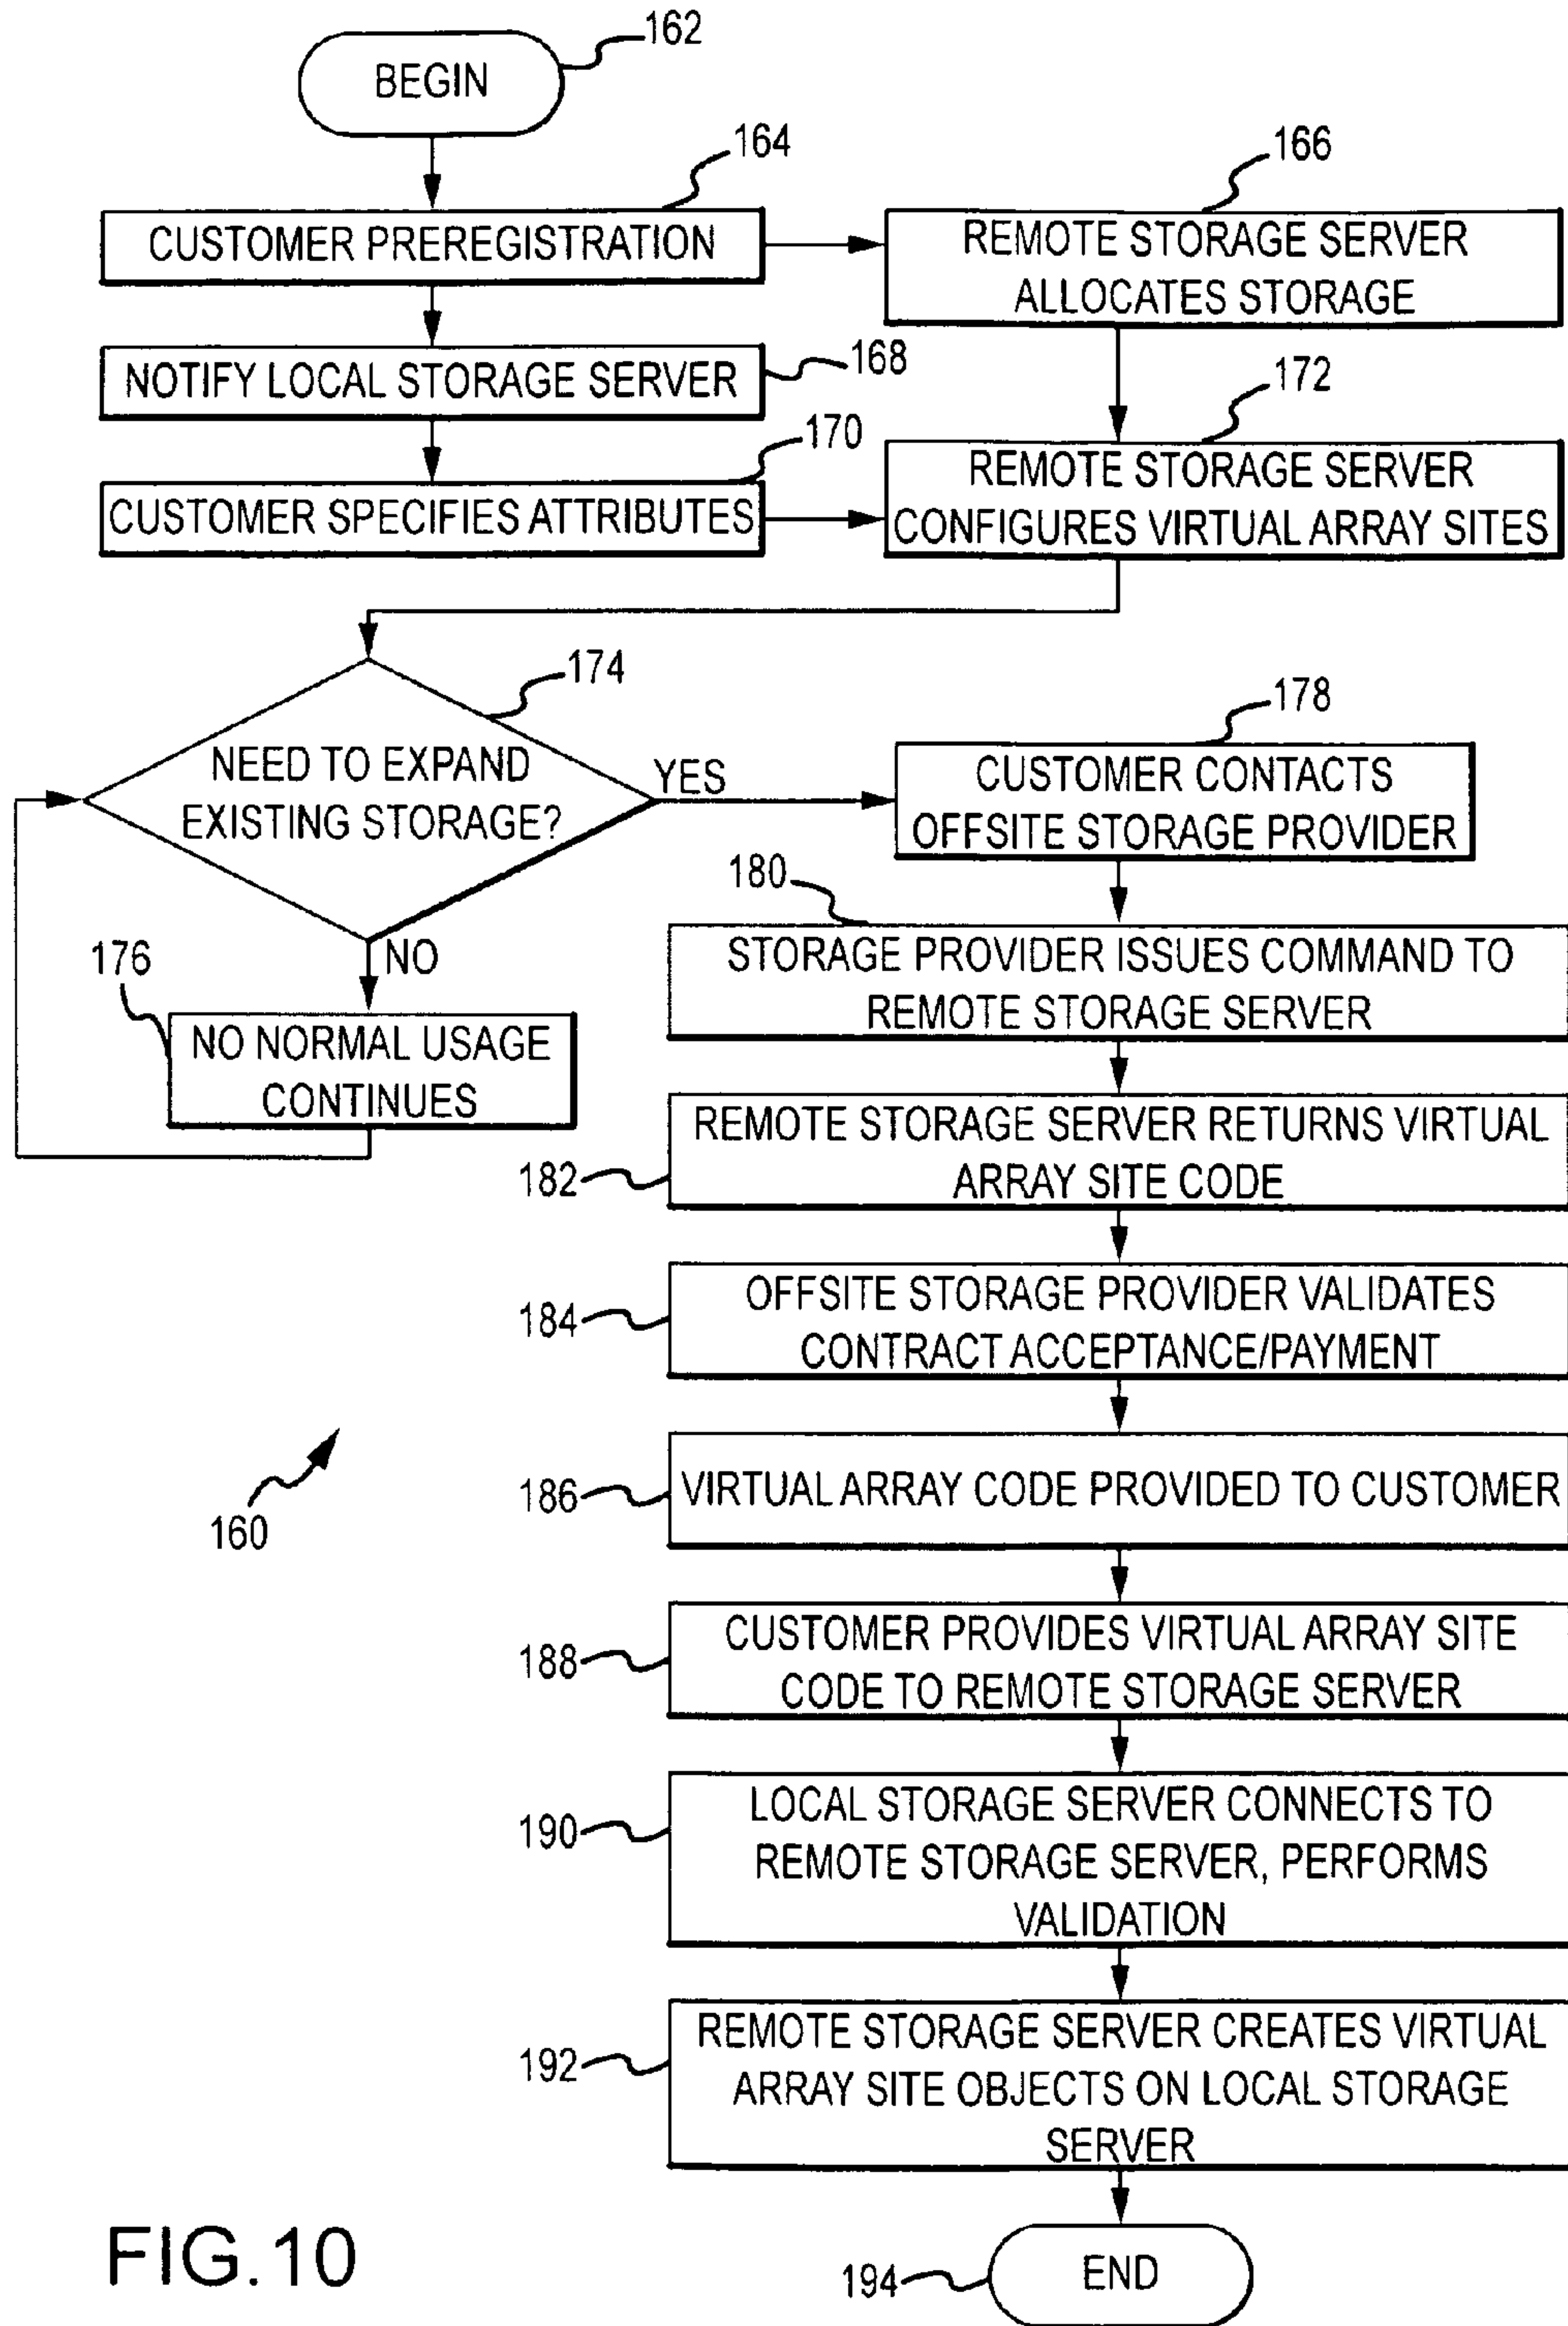 BEGIN
162
164
CUSTOMER PREREGISTRATION
166
REMOTE STORAGE SERVER
ALLOCATES STORAGE
NOTIFY LOCAL STORAGE SERVER
168
170
CUSTOMER SPECIFIES ATTRIBUTES
172
REMOTE STORAGE SERVER
CONFIGURES VIRTUAL ARRAY SITES
174
NEED TO EXPAND
EXISTING STORAGE?
YES
NO
176
NO NORMAL USAGE
CONTINUES
178
CUSTOMER CONTACTS
OFFSITE STORAGE PROVIDER
180
STORAGE PROVIDER ISSUES COMMAND TO
REMOTE STORAGE SERVER
182
REMOTE STORAGE SERVER RETURNS VIRTUAL
ARRAY SITE CODE
184
OFFSITE STORAGE PROVIDER VALIDATES
CONTRACT ACCEPTANCE/PAYMENT
160
186
VIRTUAL ARRAY CODE PROVIDED TO CUSTOMER
188
CUSTOMER PROVIDES VIRTUAL ARRAY SITE
CODE TO REMOTE STORAGE SERVER
190
LOCAL STORAGE SERVER CONNECTS TO
REMOTE STORAGE SERVER, PERFORMS
VALIDATION
192
REMOTE STORAGE SERVER CREATES VIRTUAL
ARRAY SITE OBJECTS ON LOCAL STORAGE
SERVER
194
END
FIG.10